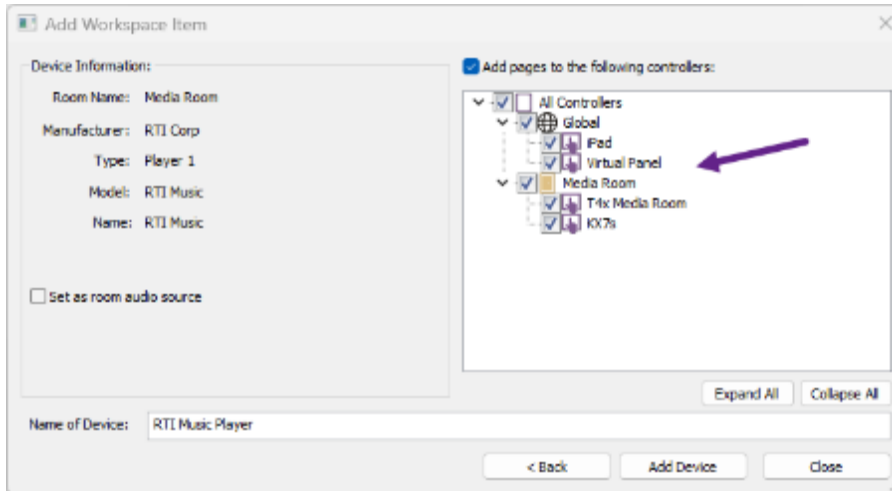 Add Workspace Item
Device Information:
Room Name: Media Room
Manufacturer: RTI Corp
Type: Player 1
Model: RTI Music
Name: RTI Music
Set as room audio source
Add pages to the following controllers:
All Controllers
Global
iPad
Virtual Panel
Media Room
T4x Media Room
KX7s
Expand All
Collapse All
Name of Device: RTI Music Player
< Back
Add Device
Close